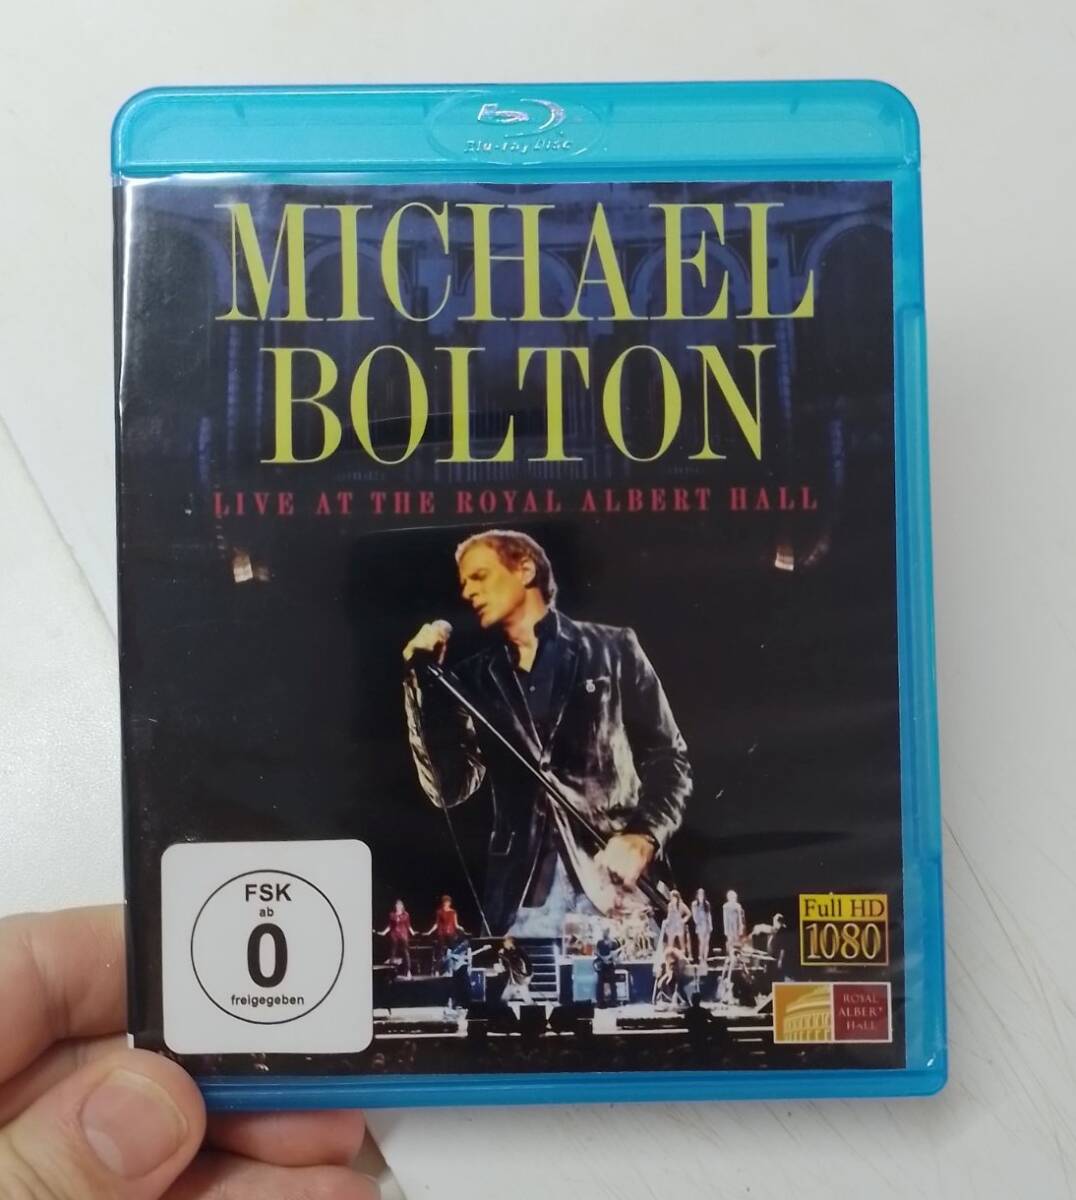 Blu-ray Disc
MICHAEL
BOLTON
LIVE AT THE ROYAL ALBERT HALL
FSK
ab
0
freigegeben
Full HD
1080
ROYAL
ALBERT
HALL